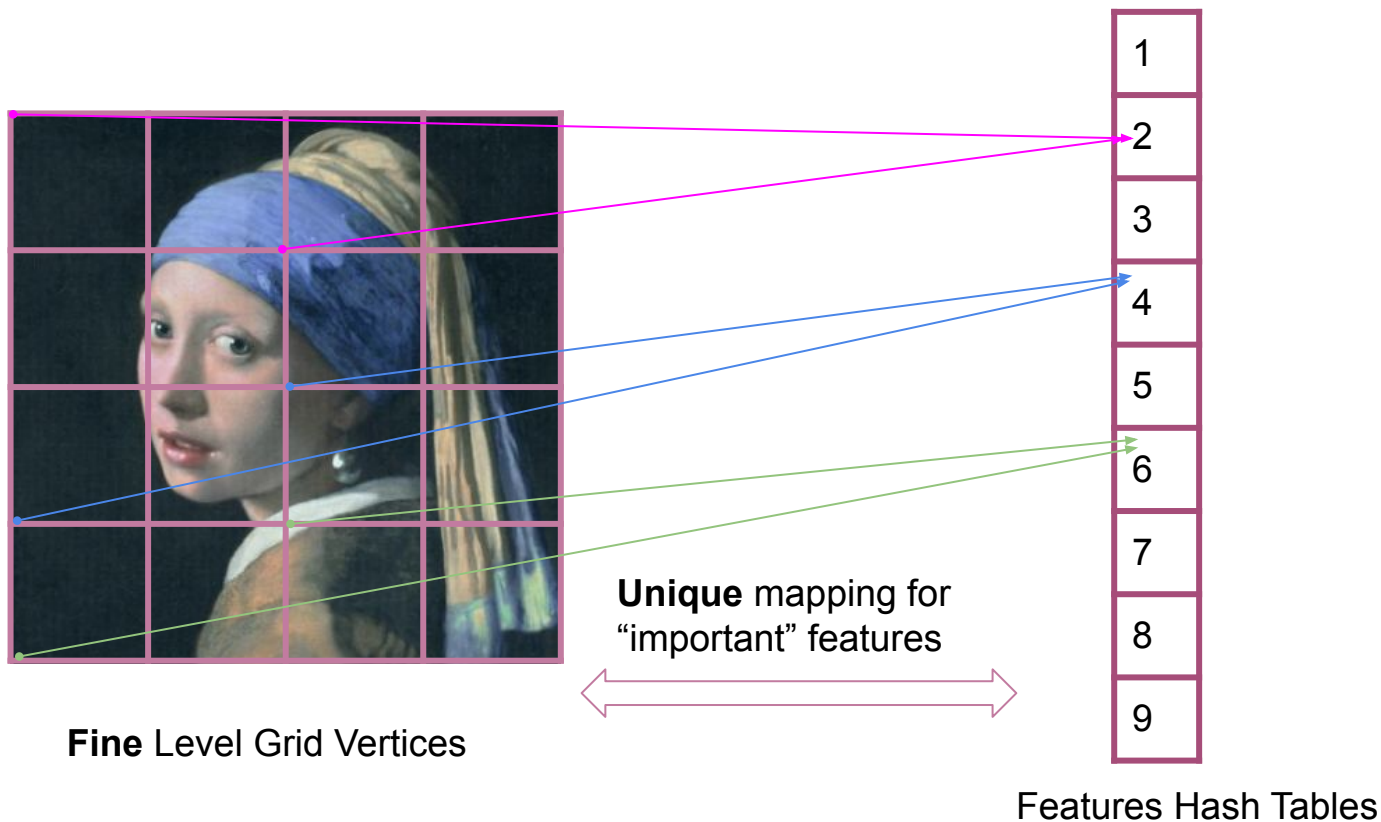 1
2
3
4
5
6
7
8
9
Unique mapping for
“important” features
Fine Level Grid Vertices
Features Hash Tables